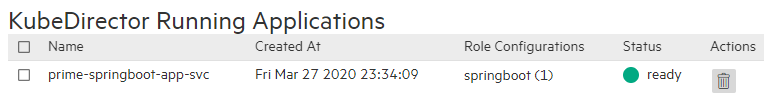 KubeDirector Running Applications
Name Created At Role Configurations Status Actions
prime-springboot-app-svc Fri Mar 27 2020 23:34:09 springboot (1) ready